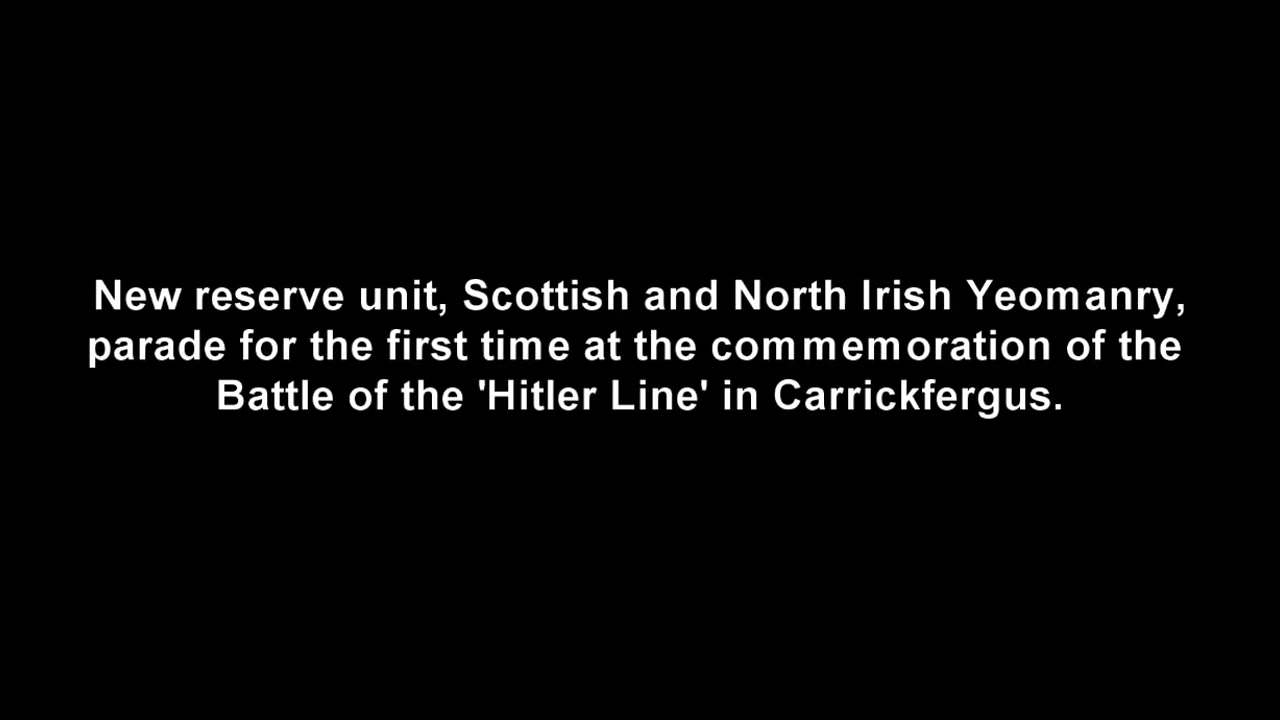 New reserve unit, Scottish and North Irish Yeomanry,
parade for the first time at the commemoration of the
Battle of the 'Hitler Line' in Carrickfergus.